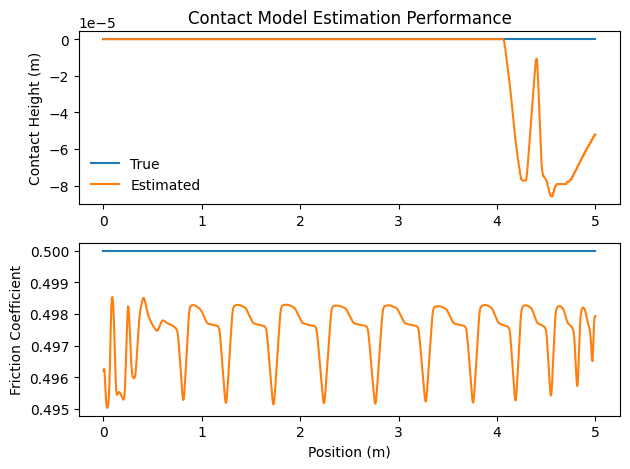 Contact Model Estimation Performance
1e−5
0
−2
−4
−6
−8
Contact Height (m)
True
Estimated
0 1 2 3 4 5
0.500
0.499
0.498
0.497
0.496
0.495
Friction Coefficient
0 1 2 3 4 5
Position (m)